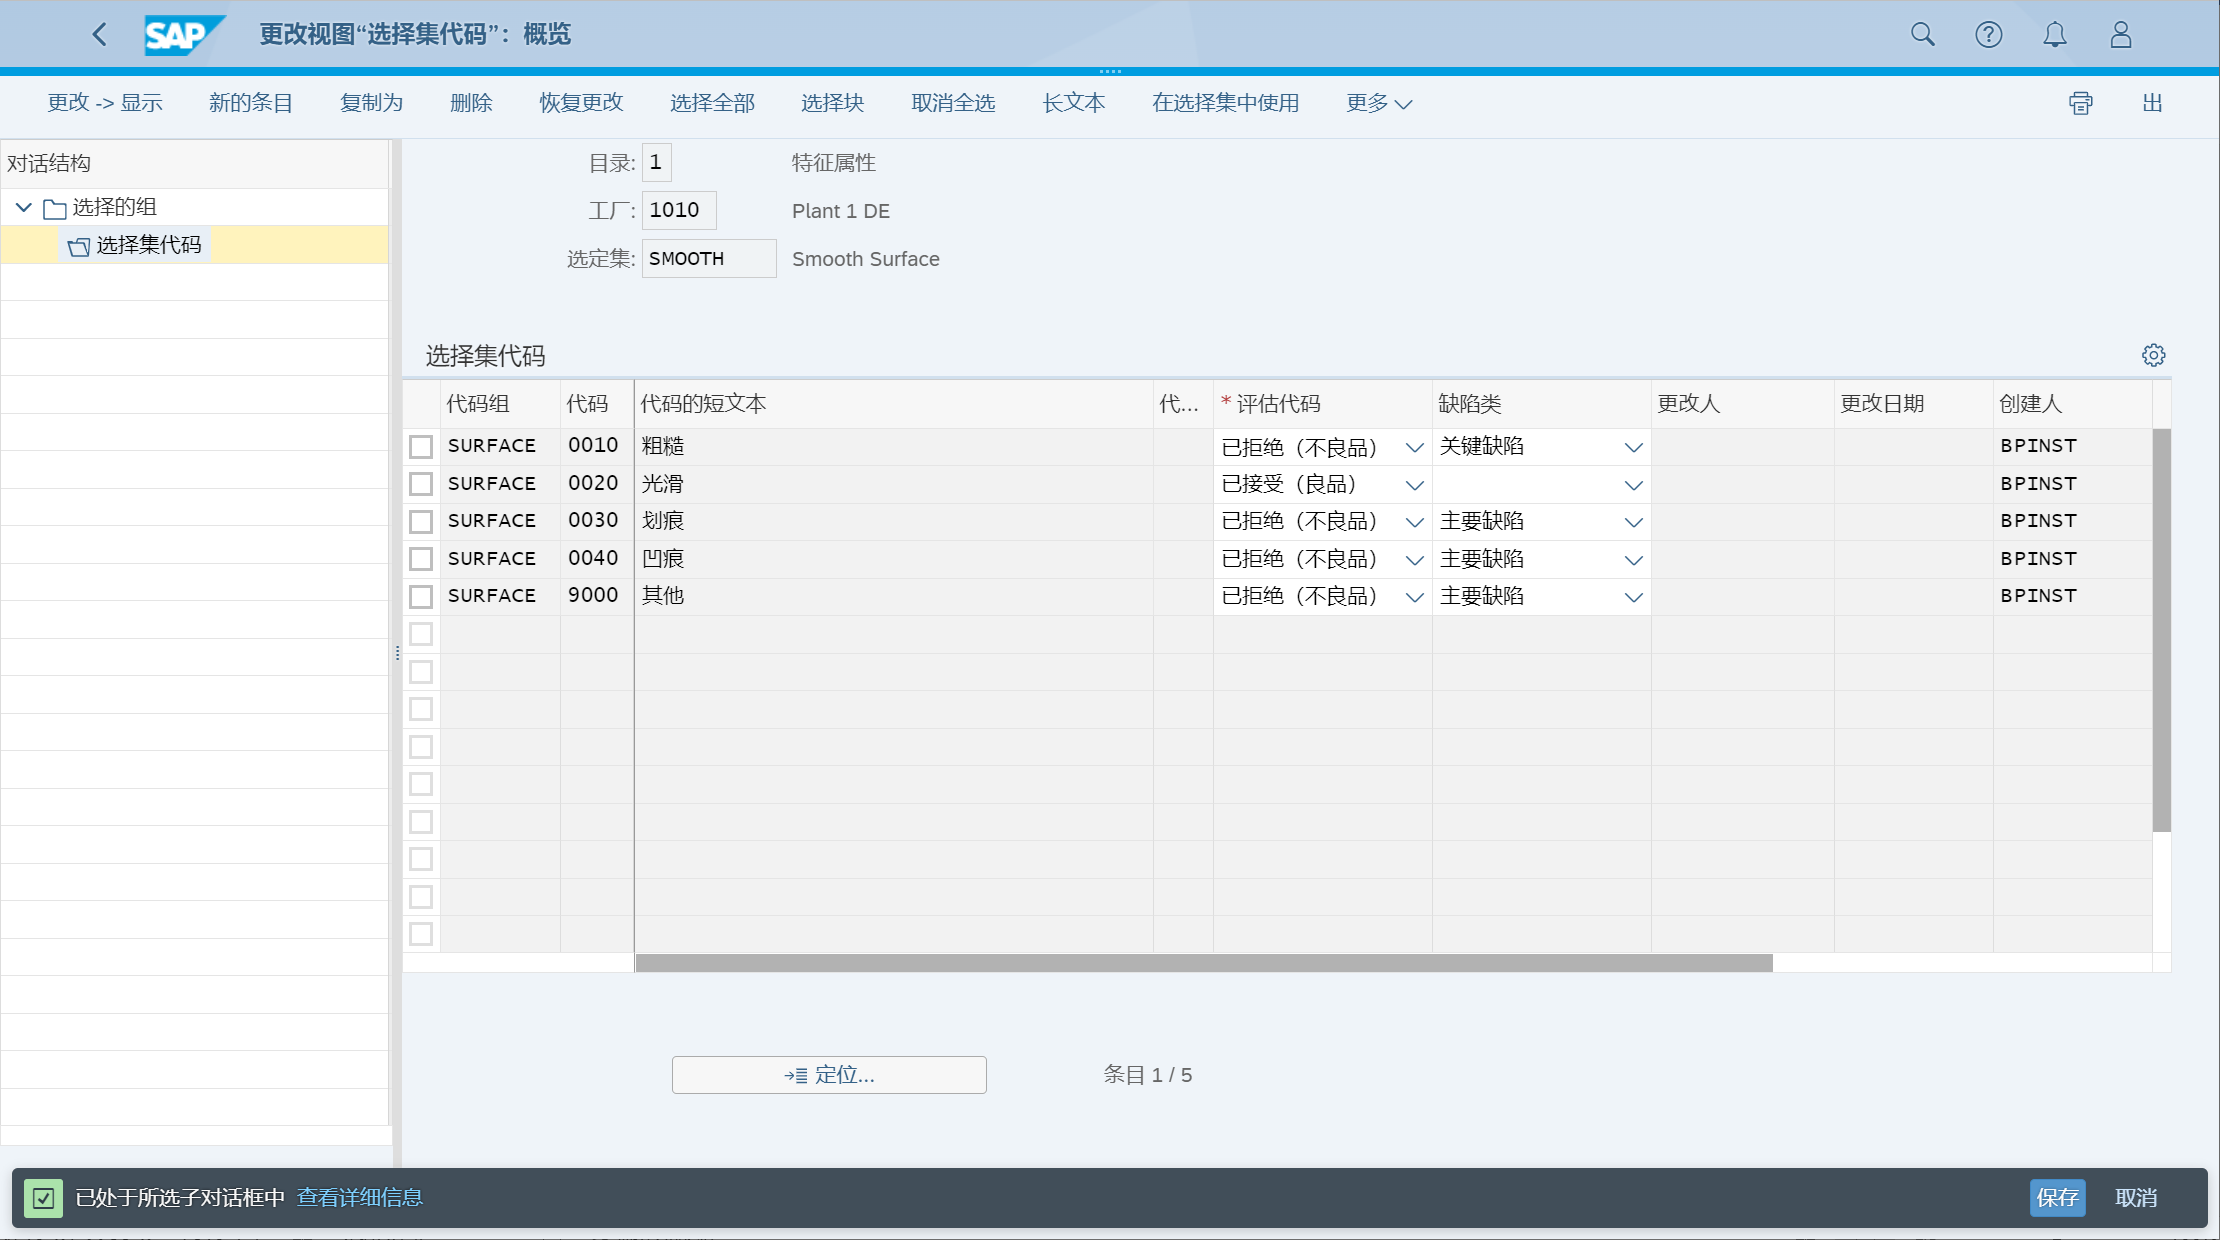 SAP 更改视图“选择集代码”：概览
更改 -> 显示 新的条目 复制为 删除 恢复更改 选择全部 选择块 取消全选 长文本 在选择集中使用 更多 出
对话结构
选择的组
选择集代码
目录: 1 特征属性
工厂: 1010 Plant 1 DE
选定集: SMOOTH Smooth Surface
选择集代码
代码组 代码 代码的短文本 代... * 评估代码 缺陷类 更改人 更改日期 创建人
SURFACE 0010 粗糙 已拒绝（不良品） 关键缺陷 BPINST
SURFACE 0020 光滑 已接受（良品） BPINST
SURFACE 0030 划痕 已拒绝（不良品） 主要缺陷 BPINST
SURFACE 0040 凹痕 已拒绝（不良品） 主要缺陷 BPINST
SURFACE 9000 其他 已拒绝（不良品） 主要缺陷 BPINST
定位... 条目 1 / 5
已处于所选子对话框中 查看详细信息 保存 取消